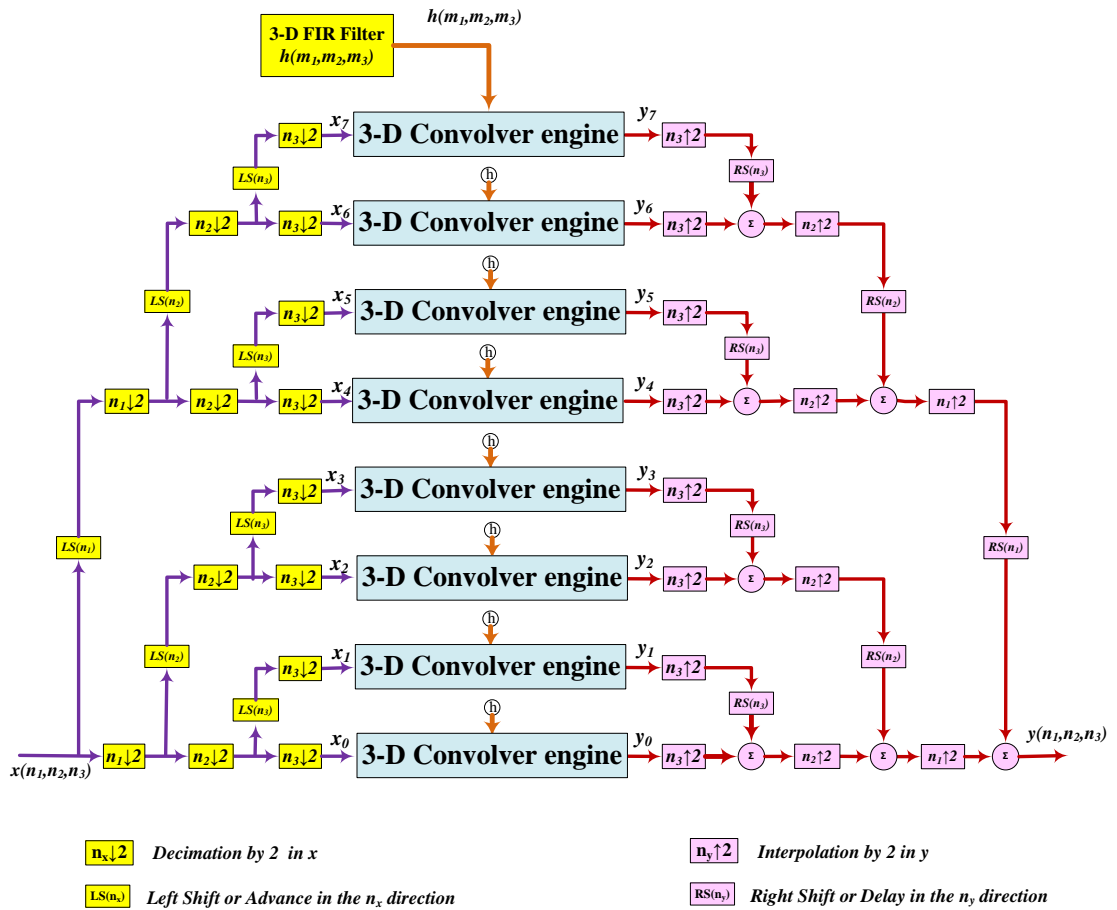 3-D FIR Filter
h(m₁,m₂,m₃)
h(m₁,m₂,m₃)
n₃↓2
x₇
3-D Convolver engine
y₇
n₃↑2
LS(n₃)
RS(n₃)
h
n₂↓2
n₃↓2
x₆
3-D Convolver engine
y₆
n₃↑2
Σ
n₂↑2
LS(n₂)
RS(n₂)
h
n₃↓2
x₅
3-D Convolver engine
y₅
n₃↑2
LS(n₃)
RS(n₃)
h
n₁↓2
n₂↓2
n₃↓2
x₄
3-D Convolver engine
y₄
n₃↑2
Σ
n₂↑2
Σ
n₁↑2
h
n₃↓2
x₃
3-D Convolver engine
y₃
n₃↑2
LS(n₁)
LS(n₃)
RS(n₃)
RS(n₁)
h
n₂↓2
n₃↓2
x₂
3-D Convolver engine
y₂
n₃↑2
Σ
n₂↑2
LS(n₂)
RS(n₂)
h
n₃↓2
x₁
3-D Convolver engine
y₁
n₃↑2
LS(n₃)
RS(n₃)
h
x(n₁,n₂,n₃)
n₁↓2
n₂↓2
n₃↓2
x₀
3-D Convolver engine
y₀
n₃↑2
Σ
n₂↑2
Σ
n₁↑2
Σ
y(n₁,n₂,n₃)
nₓ↓2 Decimation by 2 in x
n_y↑2 Interpolation by 2 in y
LS(nₓ) Left Shift or Advance in the nₓ direction
RS(n_y) Right Shift or Delay in the n_y direction